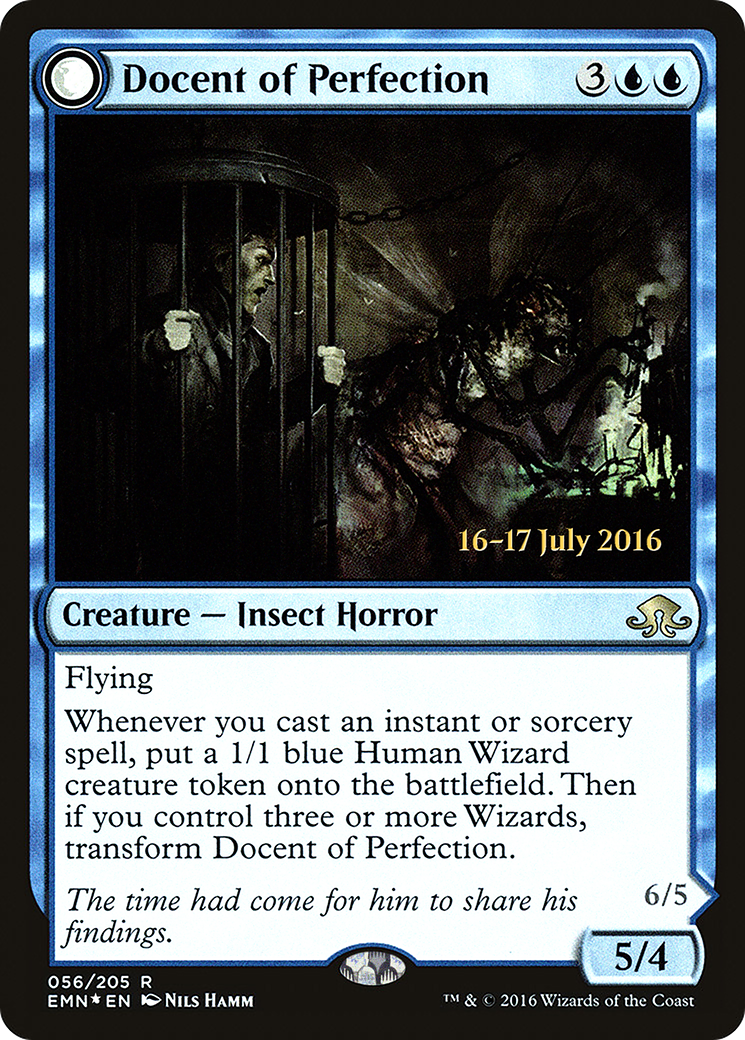 Docent of Perfection 3
16–17 July 2016
Creature — Insect Horror
Flying
Whenever you cast an instant or sorcery
spell, put a 1/1 blue Human Wizard
creature token onto the battlefield. Then
if you control three or more Wizards,
transform Docent of Perfection.
The time had come for him to share his
findings.
6/5
5/4
056/205 R
EMN★EN Nils Hamm
™ & © 2016 Wizards of the Coast